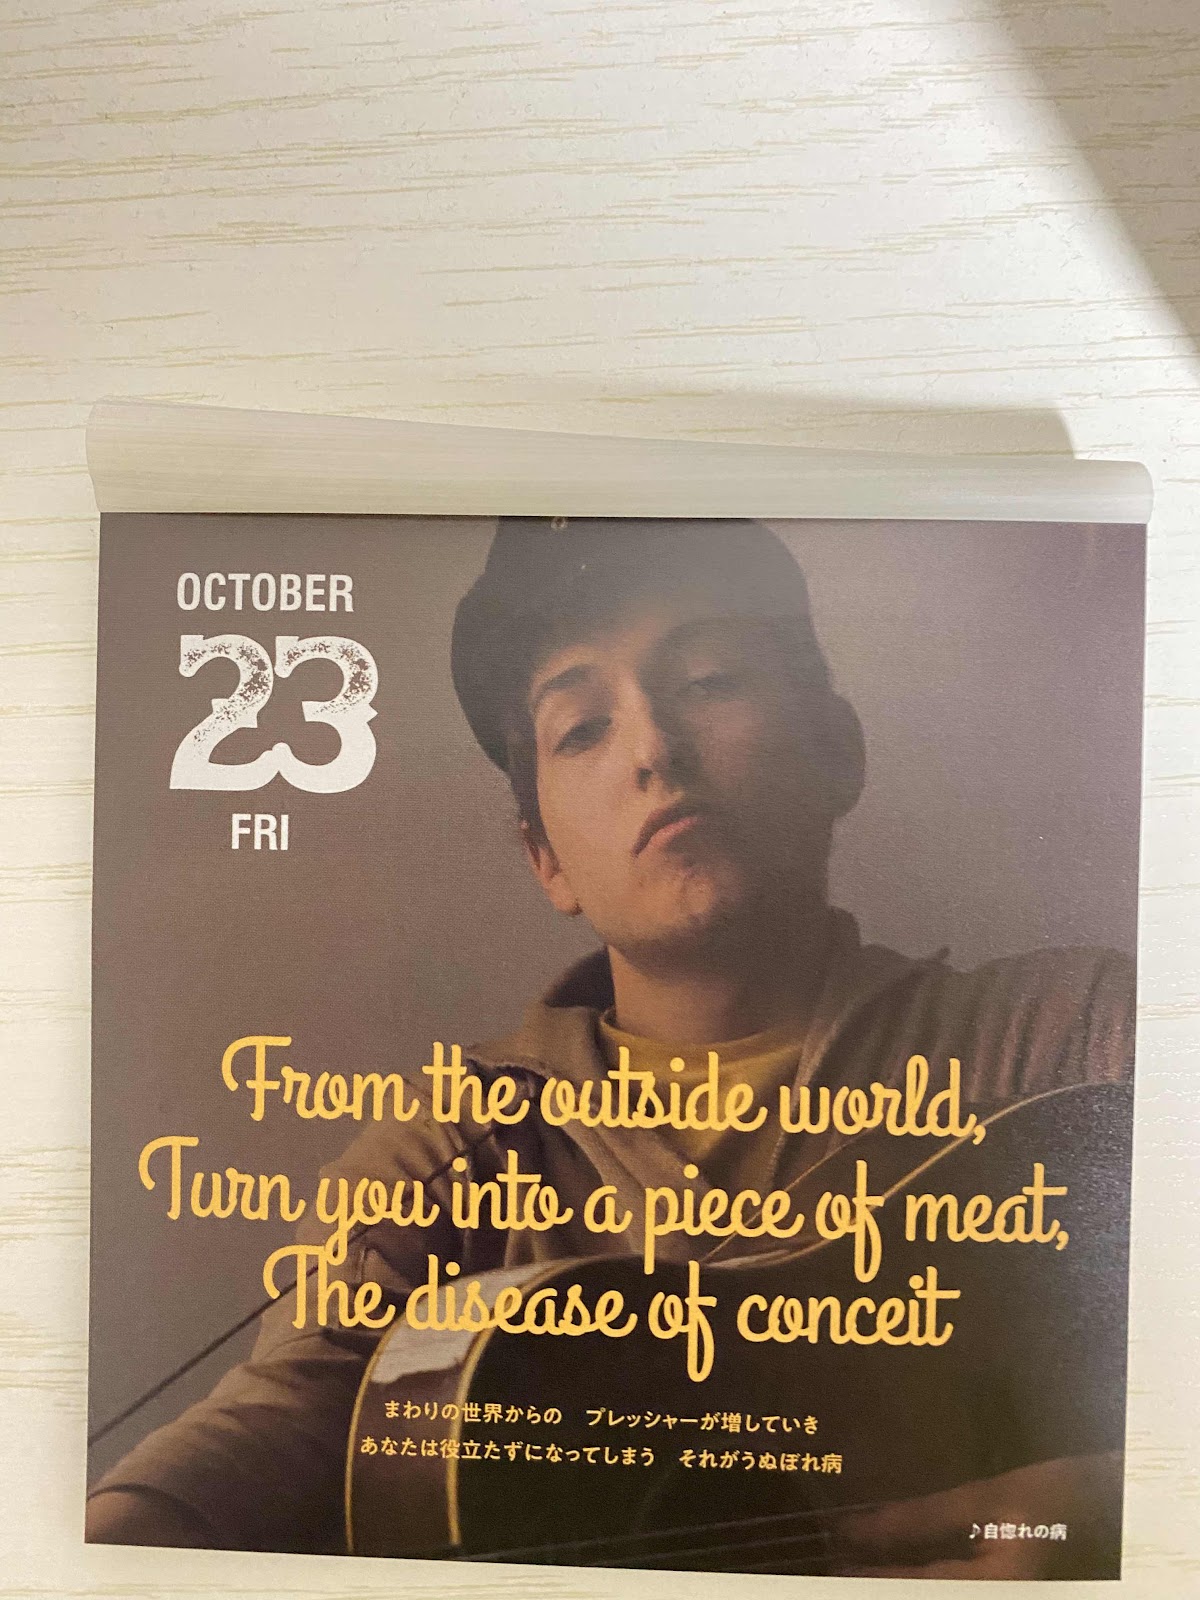 OCTOBER
23
FRI
From the outside world,
Turn you into a piece of meat,
The disease of conceit
まわりの世界からの　プレッシャーが増していき
あなたは役立たずになってしまう　それがうぬぼれ病
♪自惚れの病